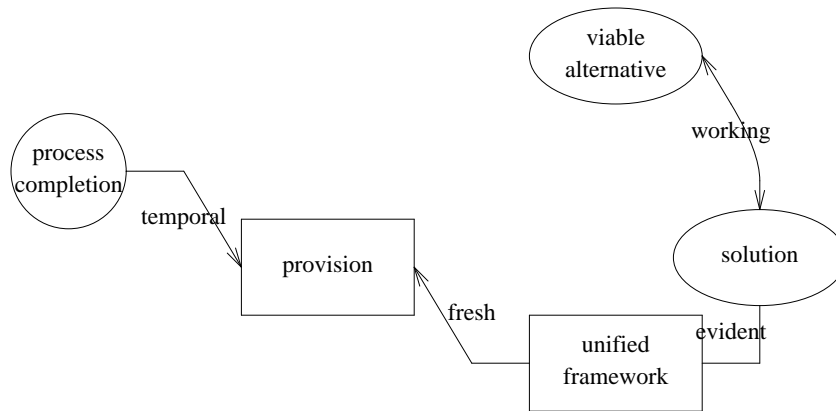 viable
alternative
working
process
completion
temporal
provision
solution
fresh
evident
unified
framework